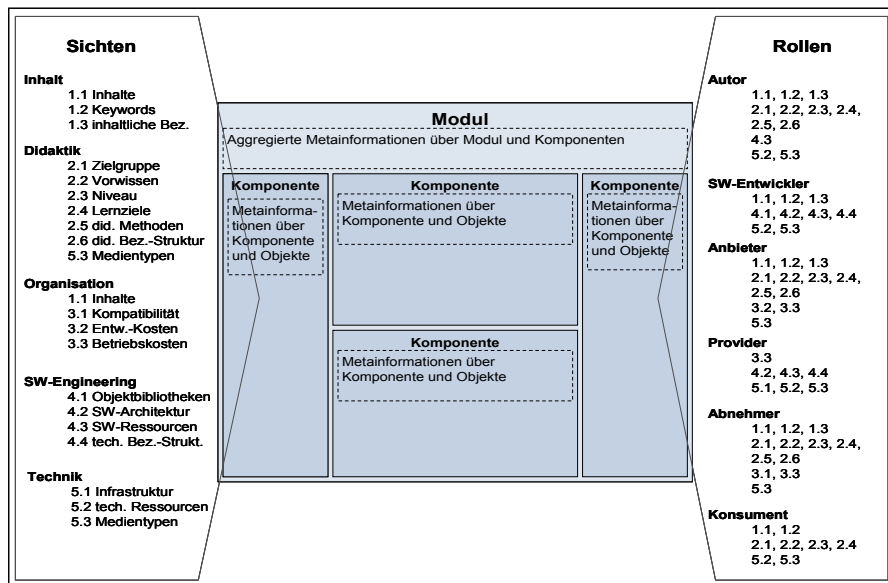 Sichten
Inhalt
1.1 Inhalte
1.2 Keywords
1.3 inhaltliche Bez.
Didaktik
2.1 Zielgruppe
2.2 Vorwissen
2.3 Niveau
2.4 Lernziele
2.5 did. Methoden
2.6 did. Bez.-Struktur
5.3 Medientypen
Organisation
1.1 Inhalte
3.1 Kompatibilität
3.2 Entw.-Kosten
3.3 Betriebskosten
SW-Engineering
4.1 Objektbibliotheken
4.2 SW-Architektur
4.3 SW-Ressourcen
4.4 tech. Bez.-Strukt.
Technik
5.1 Infrastruktur
5.2 tech. Ressourcen
5.3 Medientypen
Modul
Aggregierte Metainformationen über Modul und Komponenten
Komponente
Metainforma-
tionen über
Komponente
und Objekte
Komponente
Metainformationen über
Komponente und Objekte
Komponente
Metainformationen über
Komponente und Objekte
Komponente
Metainforma-
tionen über
Komponente
und Objekte
Rollen
Autor
1.1, 1.2, 1.3
2.1, 2.2, 2.3, 2.4,
2.5, 2.6
4.3
5.2, 5.3
SW-Entwickler
1.1, 1.2, 1.3
4.1, 4.2, 4.3, 4.4
5.2, 5.3
Anbieter
1.1, 1.2, 1.3
2.1, 2.2, 2.3, 2.4,
2.5, 2.6
3.2, 3.3
5.3
Provider
3.3
4.2, 4.3, 4.4
5.1, 5.2, 5.3
Abnehmer
1.1, 1.2, 1.3
2.1, 2.2, 2.3, 2.4,
2.5, 2.6
3.1, 3.3
5.3
Konsument
1.1, 1.2
2.1, 2.2, 2.3, 2.4
5.2, 5.3